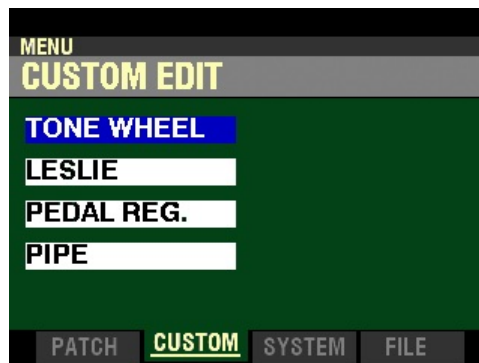 MENU
CUSTOM EDIT
TONE WHEEL
LESLIE
PEDAL REG.
PIPE
PATCH CUSTOM SYSTEM FILE